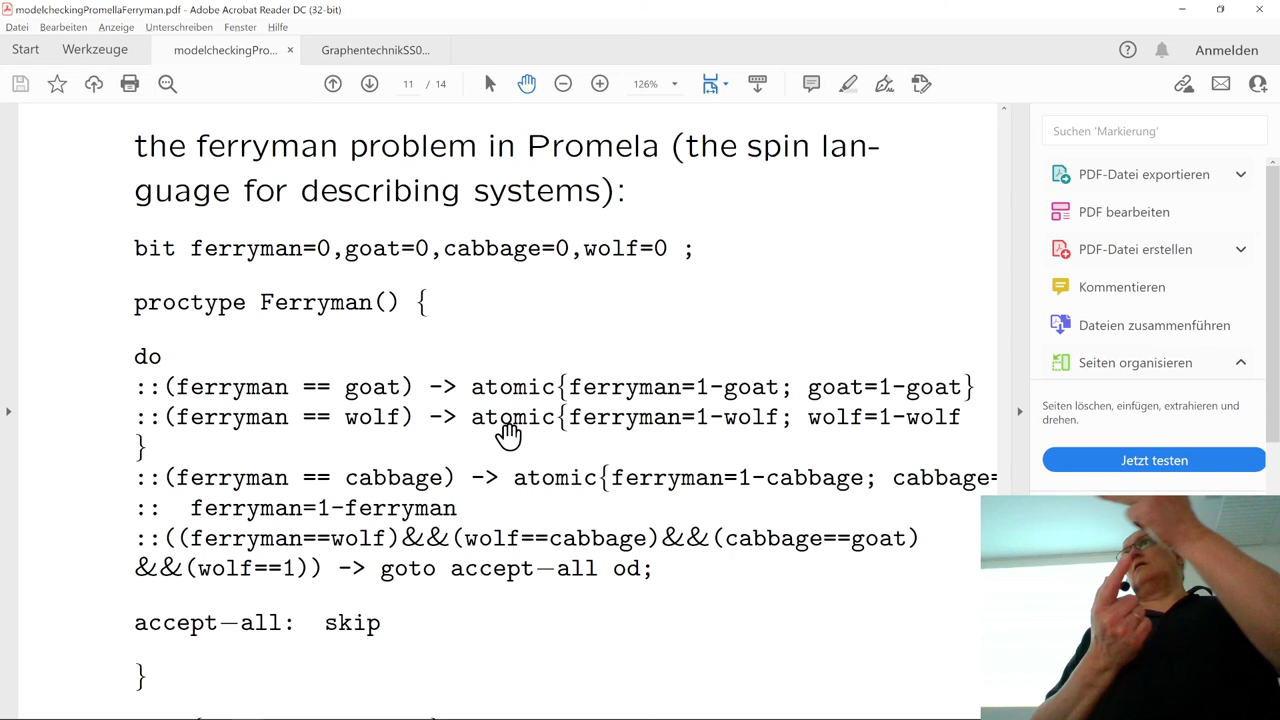 modelcheckingPromellaFerryman.pdf - Adobe Acrobat Reader DC (32-bit)
Datei Bearbeiten Anzeige Unterschreiben Fenster Hilfe
Start Werkzeuge modelcheckingPro... × GraphentechnikSS0... Anmelden
11 / 14 126%
the ferryman problem in Promela (the spin lan-
guage for describing systems):
bit ferryman=0,goat=0,cabbage=0,wolf=0 ;
proctype Ferryman() {
do
::(ferryman == goat) -> atomic{ferryman=1-goat; goat=1-goat}
::(ferryman == wolf) -> atomic{ferryman=1-wolf; wolf=1-wolf
}
::(ferryman == cabbage) -> atomic{ferryman=1-cabbage; cabbage=
:: ferryman=1-ferryman
::((ferryman==wolf)&&(wolf==cabbage)&&(cabbage==goat)
&&(wolf==1)) -> goto accept−all od;
accept−all: skip
}
Suchen 'Markierung'
PDF-Datei exportieren
PDF bearbeiten
PDF-Datei erstellen
Kommentieren
Dateien zusammenführen
Seiten organisieren
Seiten löschen, einfügen, extrahieren und
drehen.
Jetzt testen